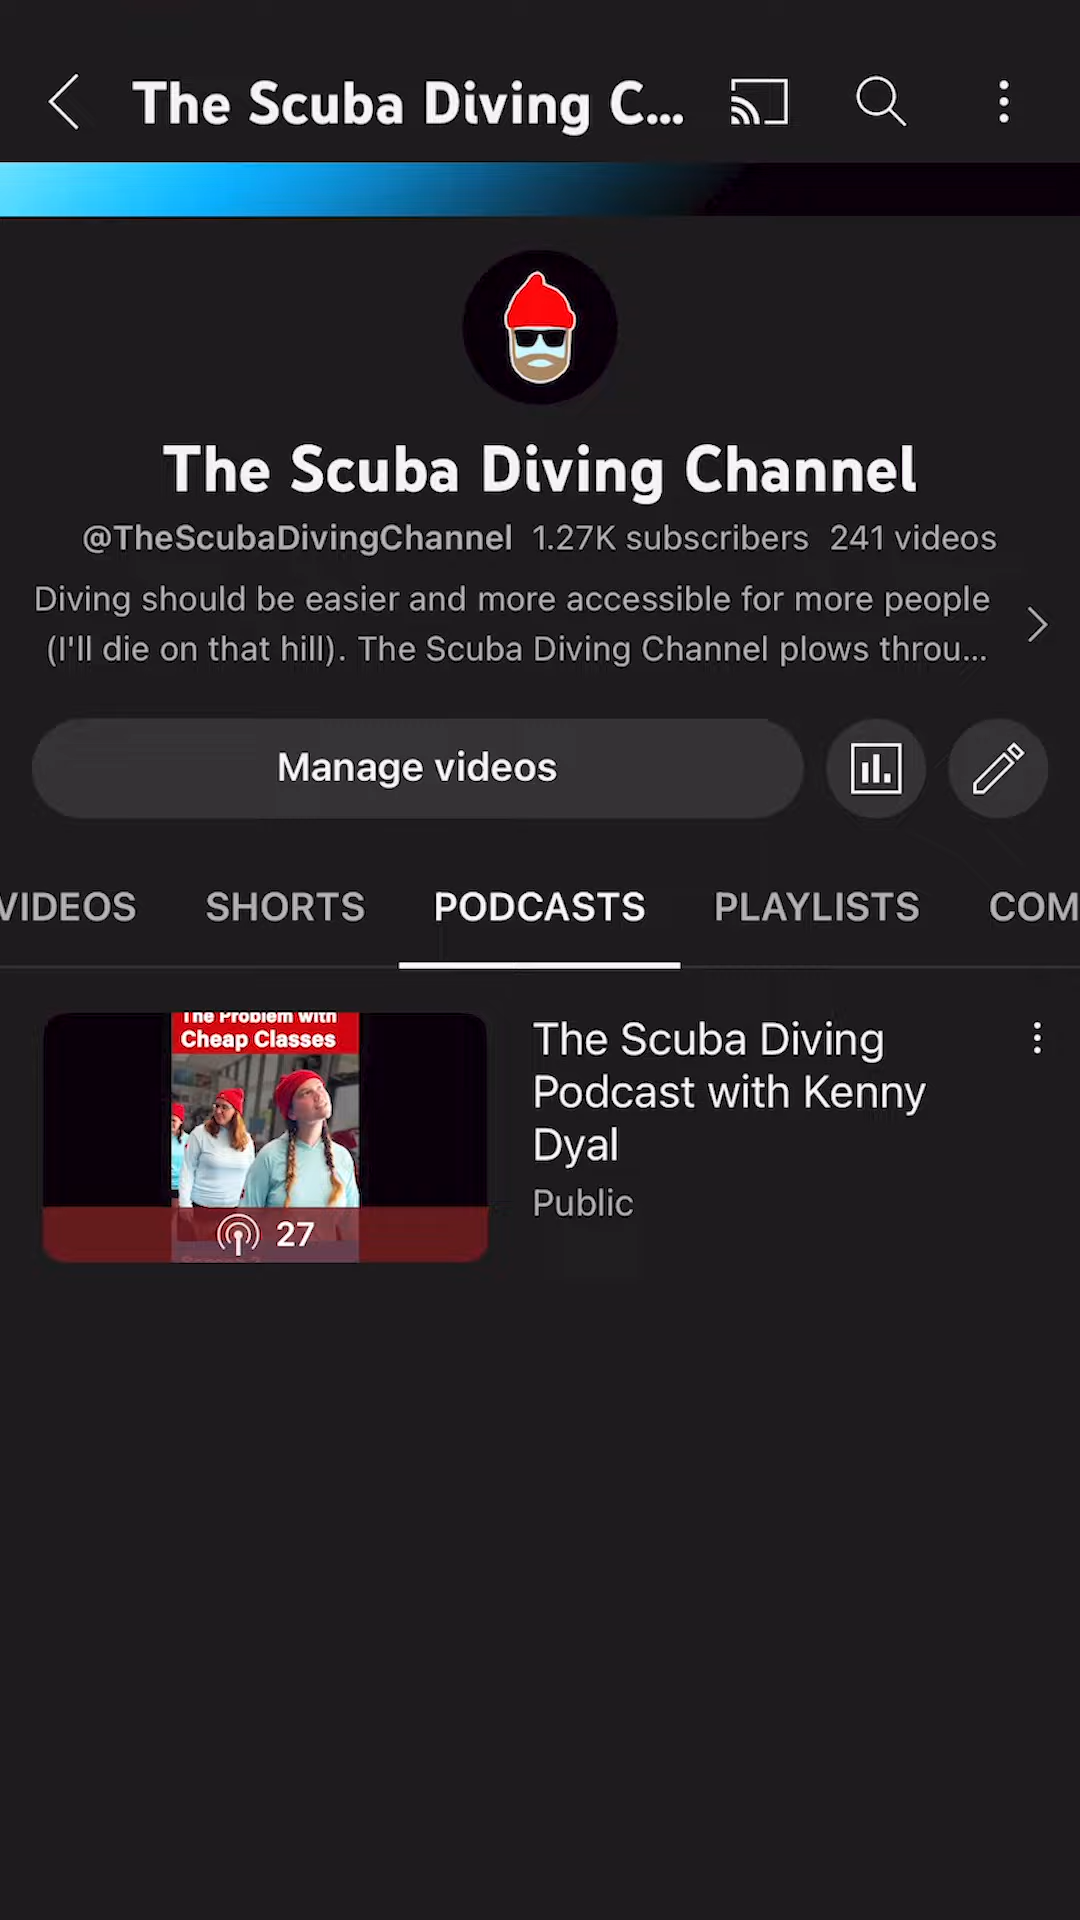 The Scuba Diving C...
The Scuba Diving Channel
@TheScubaDivingChannel 1.27K subscribers 241 videos
Diving should be easier and more accessible for more people
(I'll die on that hill). The Scuba Diving Channel plows throu...
Manage videos
VIDEOS SHORTS PODCASTS PLAYLISTS COM
The Problem with
Cheap Classes
27
The Scuba Diving
Podcast with Kenny
Dyal
Public